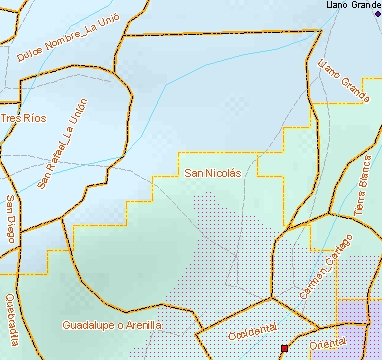 Llano Grande
Dulce Nombre_La Unió
Llano Grande
Tres Ríos
San Rafael_La Unión
San Nicolás
Tierra Blanca
San Diego
Carmen_Cartago
Quebradilla
Guadalupe o Arenilla
Occidental
Oriental